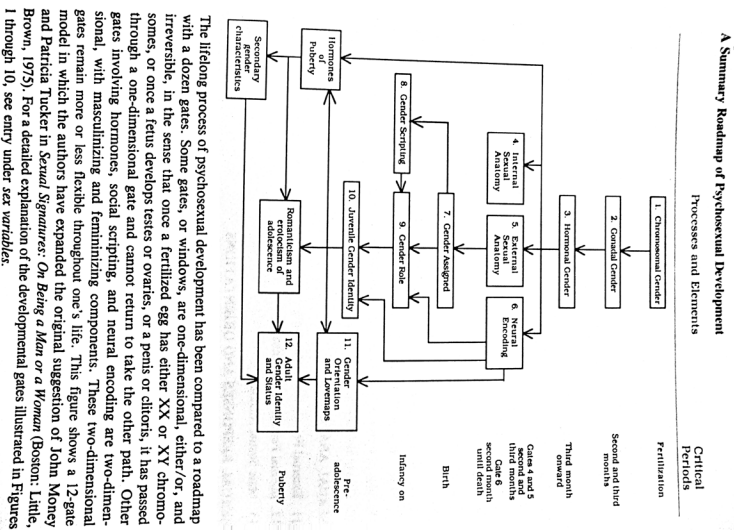 A Summary Roadmap of Psychosexual Development
Processes and Elements
Critical
Periods
1. Chromosomal Gender
Fertilization
2. Gonadal Gender
Second and third
months
3. Hormonal Gender
Third month
onward
4. Internal
Sexual
Anatomy
5. External
Sexual
Anatomy
6. Neural
Encoding
Gates 4 and 5
second and
third months
Gate 6
second month
until death
7. Gender Assigned
Birth
8. Gender Scripting
9. Gender Role
Infancy on
10. Juvenile Gender Identity
Hormones
of
Puberty
11. Gender
Orientation
and Lovemaps
Pre-
adolescence
Secondary
gender
characteristics
Romanticism and
eroticism of
adolescence
12. Adult
Gender Identity
and Status
Puberty
The lifelong process of psychosexual development has been compared to a roadmap
with a dozen gates. Some gates, or windows, are one-dimensional, either/or, and
irreversible, in the sense that once a fertilized egg has either XX or XY chromo-
somes, or once a fetus develops testes or ovaries, or a penis or clitoris, it has passed
through a one-dimensional gate and cannot return to take the other path. Other
gates involving hormones, social scripting, and neural encoding are two-dimen-
sional, with masculinizing and femininizing components. These two-dimensional
gates remain more or less flexible throughout one's life. This figure shows a 12-gate
model in which the authors have expanded the original suggestion of John Money
and Patricia Tucker in Sexual Signatures: On Being a Man or a Woman (Boston: Little,
Brown, 1975). For a detailed explanation of the developmental gates illustrated in Figures
1 through 10, see entry under sex variables.